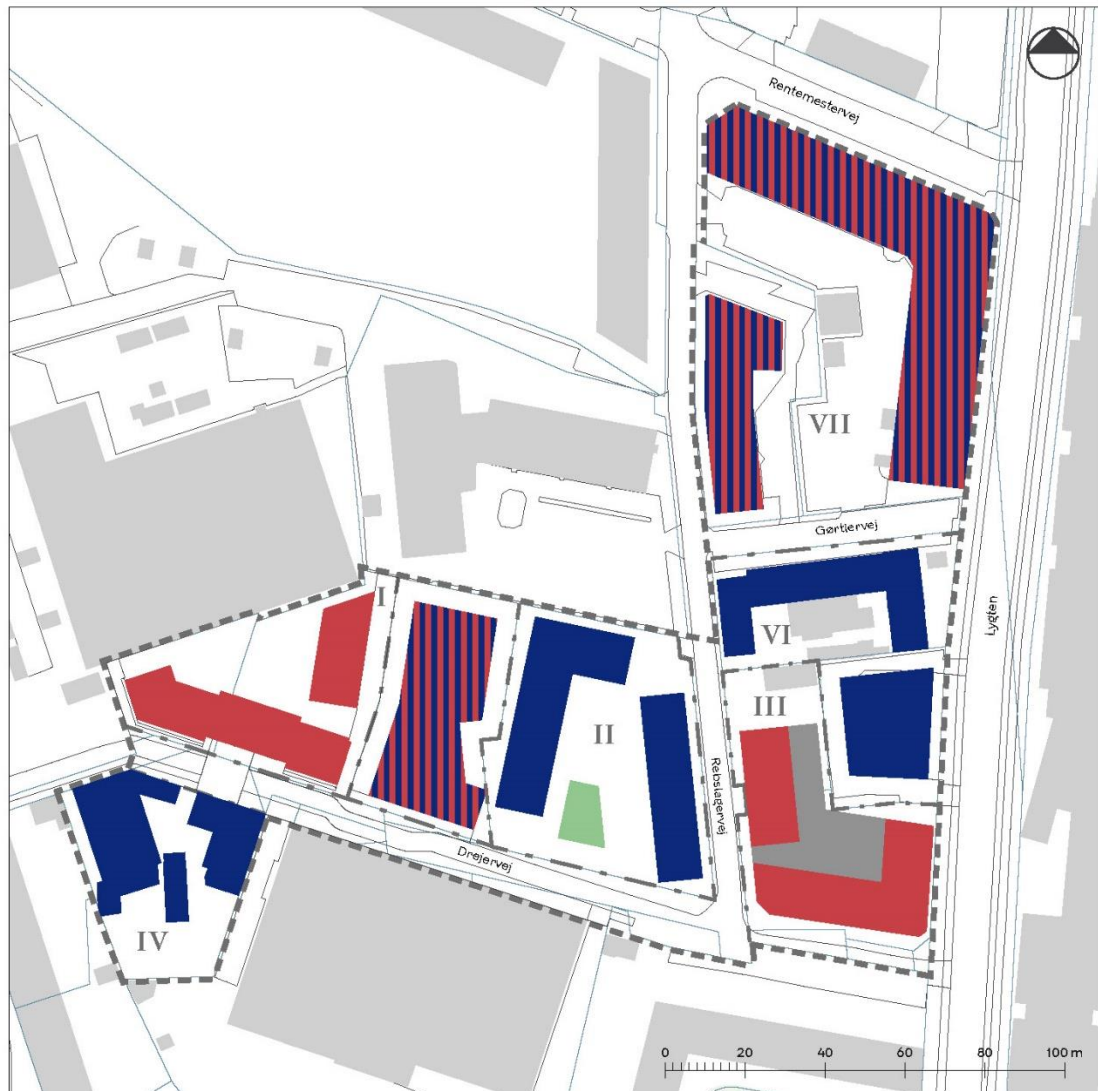 Rentemestervej
VII
Gørtlervej
Lygten
I
VI
II
III
Rebslagervej
Drejervej
IV
0 20 40 60 80 100 m